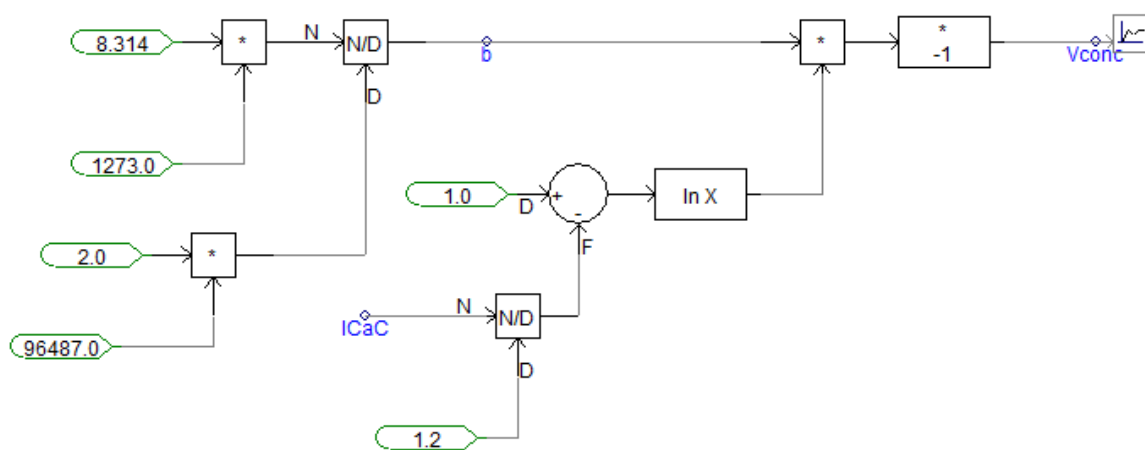 8.314
*
N
N/D
b
*
*
-1
Vconc
D
1273.0
1.0
D
+
-
ln X
F
2.0
*
ICaC
N
N/D
D
96487.0
1.2